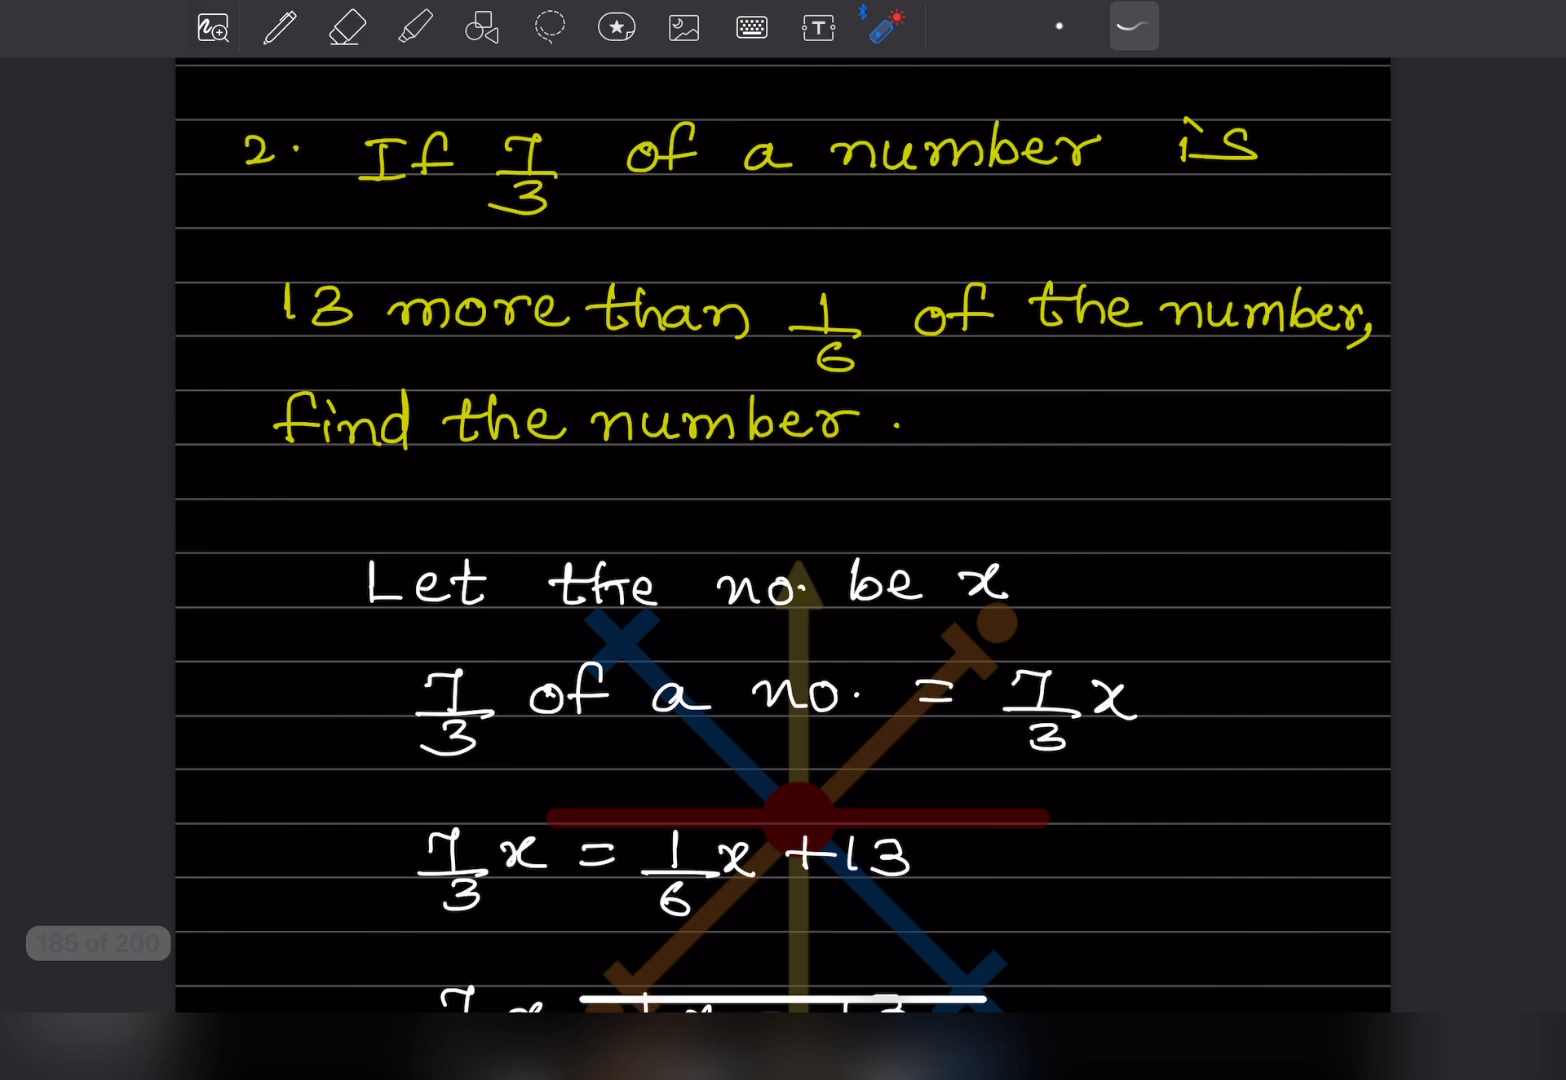 2. If 7/3 of a number is
13 more than 1/6 of the number,
find the number.
Let the no. be x
7/3 of a no. = 7/3 x
7/3 x = 1/6 x + 13
185 of 200